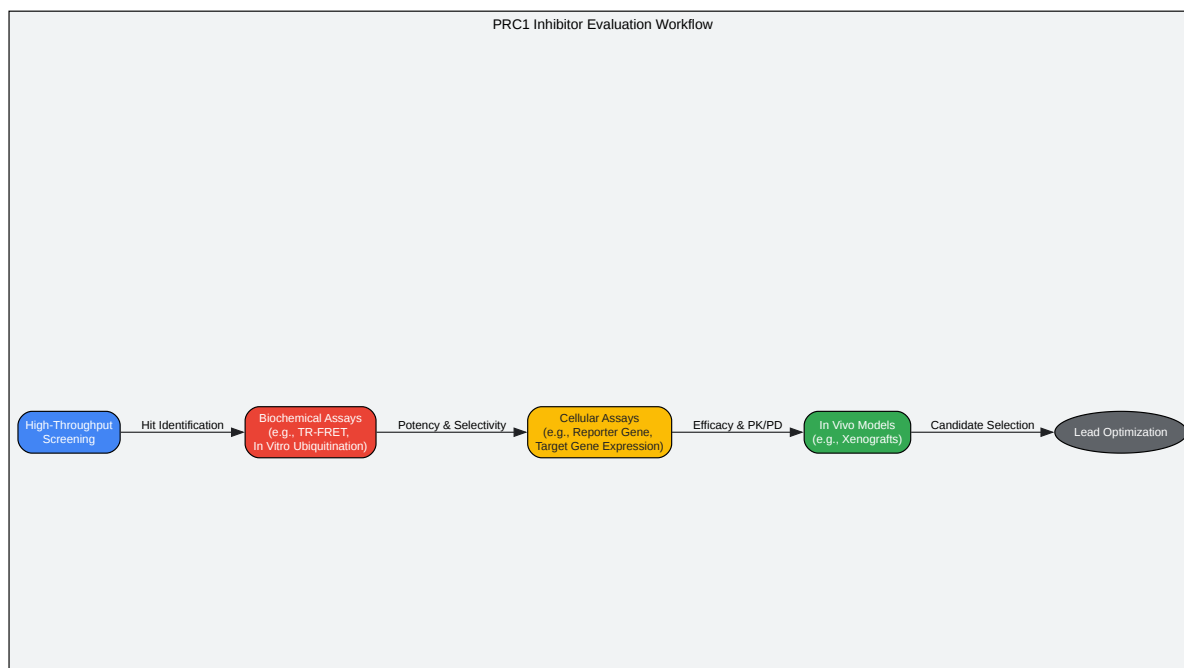 PRC1 Inhibitor Evaluation Workflow
High-Throughput
Screening
Hit Identification
Biochemical Assays
(e.g., TR-FRET,
In Vitro Ubiquitination)
Potency & Selectivity
Cellular Assays
(e.g., Reporter Gene,
Target Gene Expression)
Efficacy & PK/PD
In Vivo Models
(e.g., Xenografts)
Candidate Selection
Lead Optimization